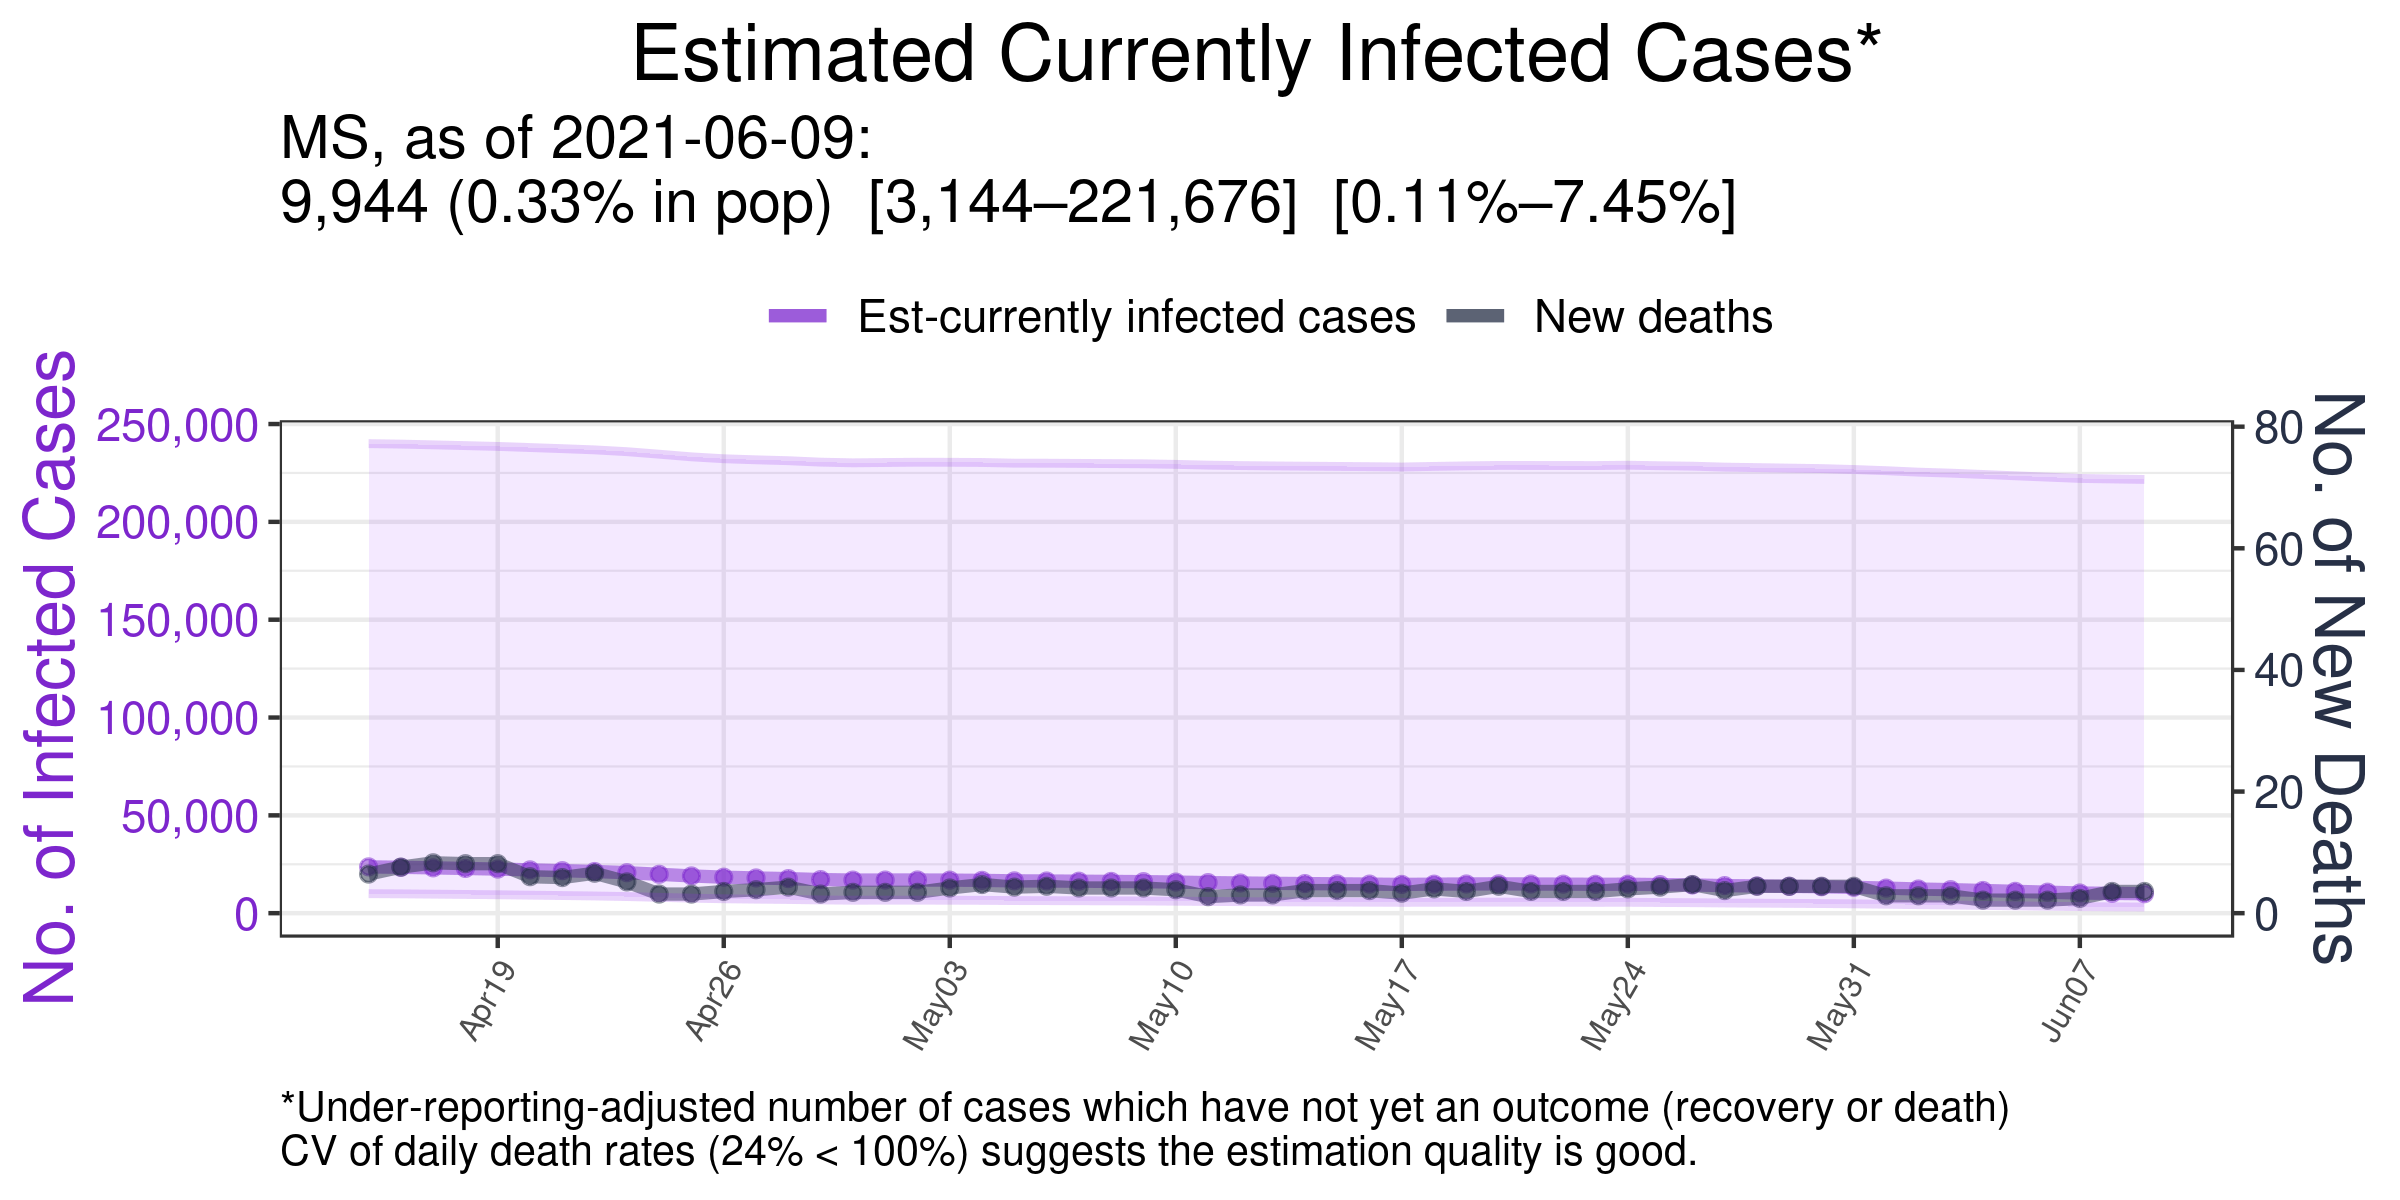 Estimated Currently Infected Cases*
MS, as of 2021-06-09:
9,944 (0.33% in pop)  [3,144–221,676]  [0.11%–7.45%]
Est-currently infected cases
New deaths
No. of Infected Cases
250,000
200,000
150,000
100,000
50,000
0
80
60
40
20
0
No. of New Deaths
Apr19
Apr26
May03
May10
May17
May24
May31
Jun07
*Under-reporting-adjusted number of cases which have not yet an outcome (recovery or death)
CV of daily death rates (24% < 100%) suggests the estimation quality is good.